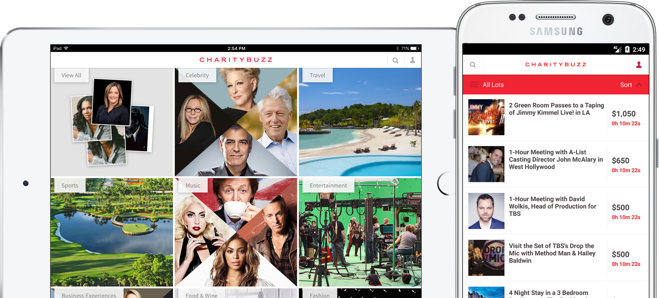 iPad
2:54 PM
71%
CHARITYBUZZ
View All
Celebrity
Travel
Sports
Music
Entertainment
Business Experiences
Food & Wine
Fashion
SAMSUNG
2:49
CHARITYBUZZ
All Lots
Sort
2 Green Room Passes to a Taping
of Jimmy Kimmel Live! in LA
$1,050
0h 10m 22s
1-Hour Meeting with A-List
Casting Director John McAlary in
West Hollywood
$650
0h 10m 22s
1-Hour Meeting with David
Wolkis, Head of Production for
TBS
$500
0h 10m 22s
Visit the Set of TBS's Drop the
Mic with Method Man & Hailey
Baldwin
$500
0h 10m 22s
4 Night Stay in a 3 Bedroom